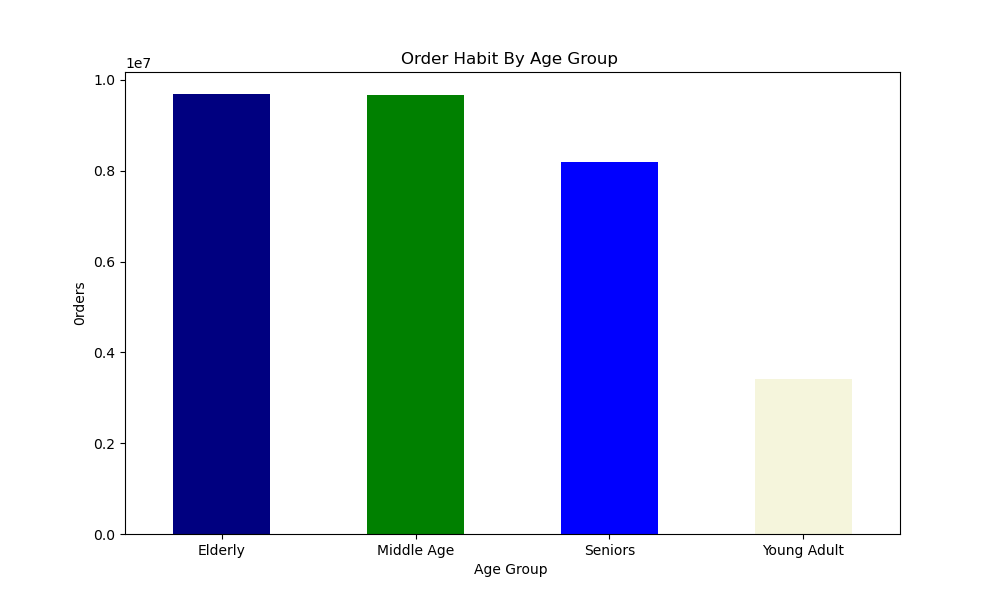 Order Habit By Age Group
1e7
1.0
0.8
0.6
0.4
0.2
0.0
0rders
Elderly Middle Age Seniors Young Adult
Age Group